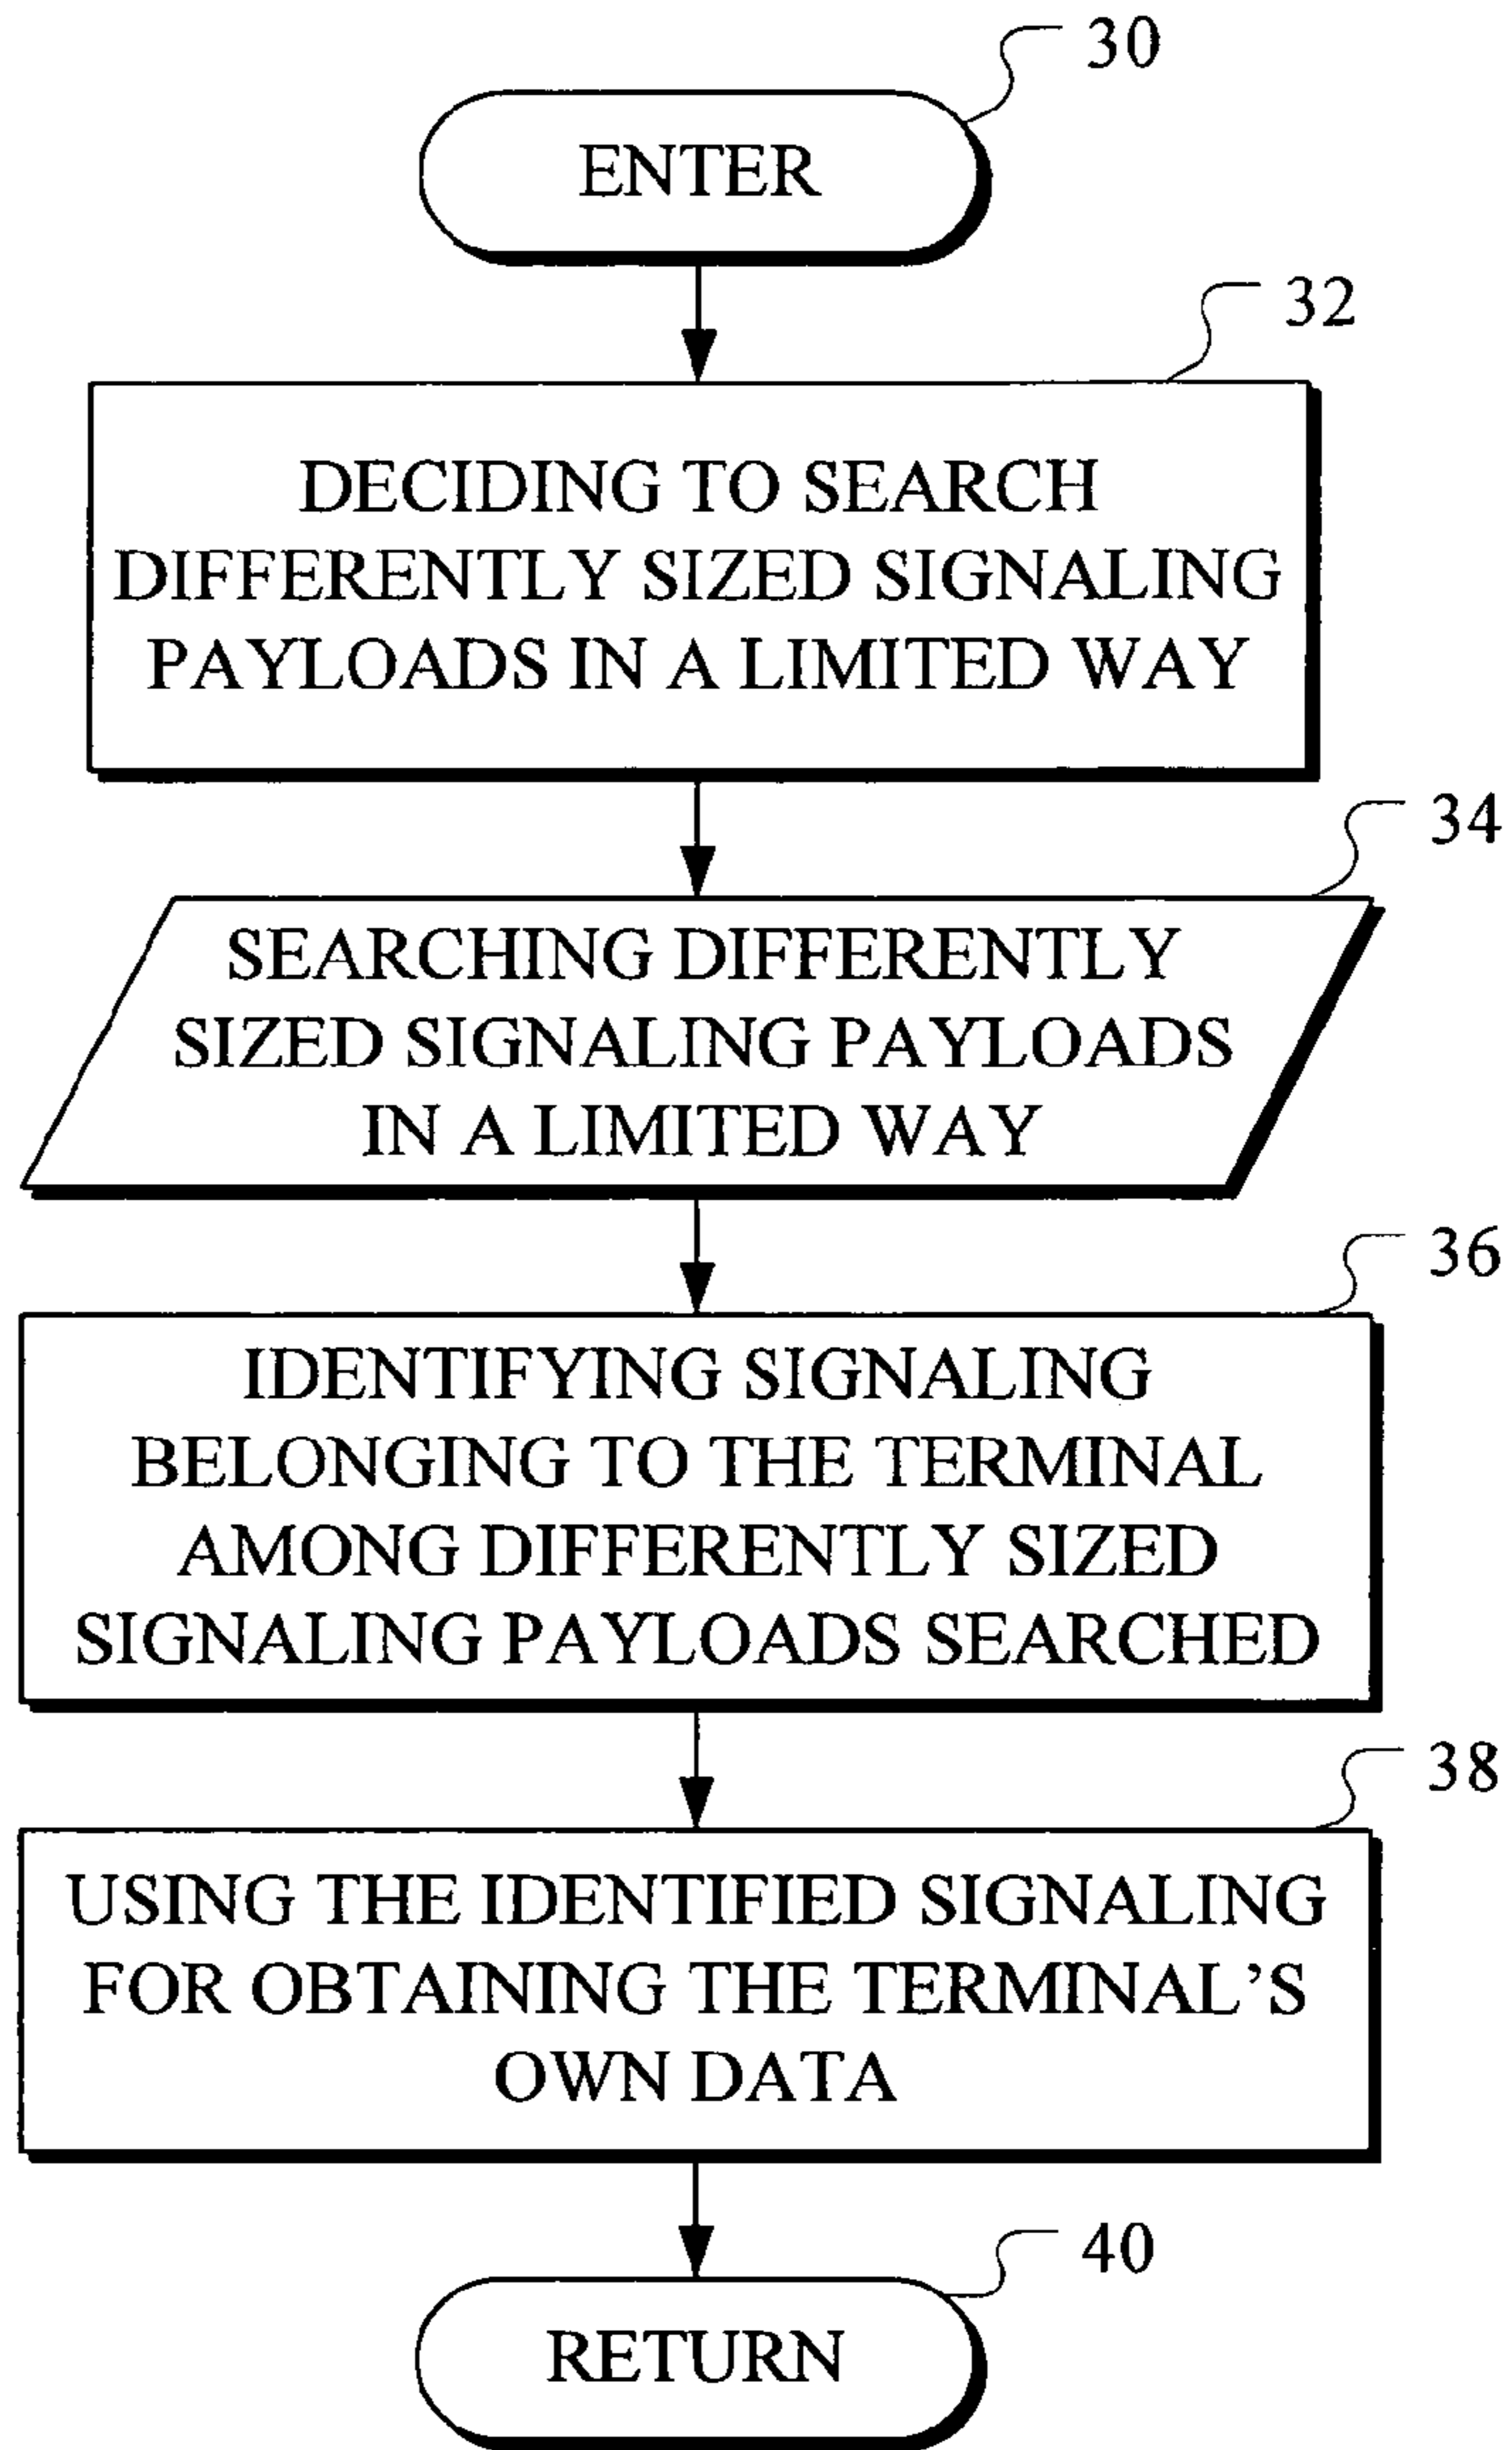 30
ENTER
32
DECIDING TO SEARCH
DIFFERENTLY SIZED SIGNALING
PAYLOADS IN A LIMITED WAY
34
SEARCHING DIFFERENTLY
SIZED SIGNALING PAYLOADS
IN A LIMITED WAY
36
IDENTIFYING SIGNALING
BELONGING TO THE TERMINAL
AMONG DIFFERENTLY SIZED
SIGNALING PAYLOADS SEARCHED
38
USING THE IDENTIFIED SIGNALING
FOR OBTAINING THE TERMINAL’S
OWN DATA
40
RETURN